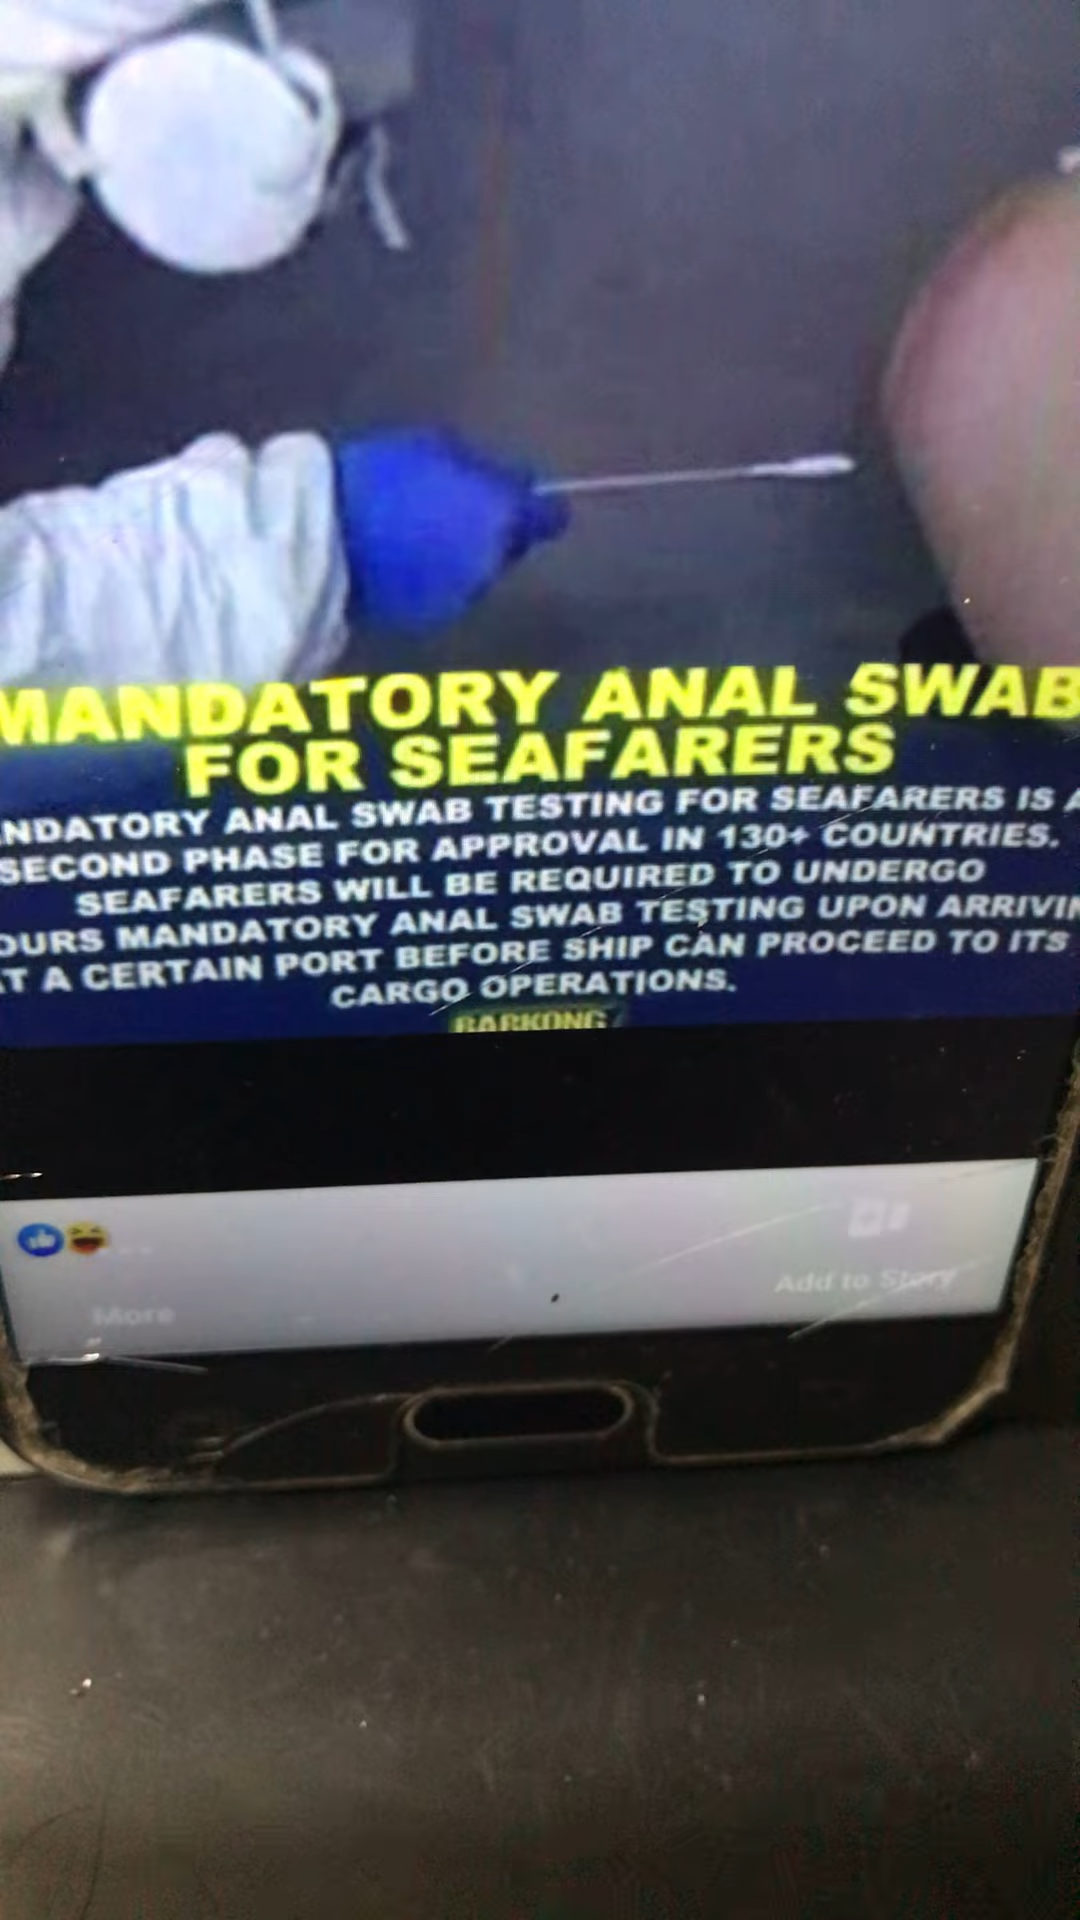 MANDATORY ANAL SWAB
FOR SEAFARERS
NDATORY ANAL SWAB TESTING FOR SEAFARERS IS A
SECOND PHASE FOR APPROVAL IN 130+ COUNTRIES.
SEAFARERS WILL BE REQUIRED TO UNDERGO
OURS MANDATORY ANAL SWAB TESTING UPON ARRIVIN
AT A CERTAIN PORT BEFORE SHIP CAN PROCEED TO ITS
CARGO OPERATIONS.
BARKONG
Add to Story
More